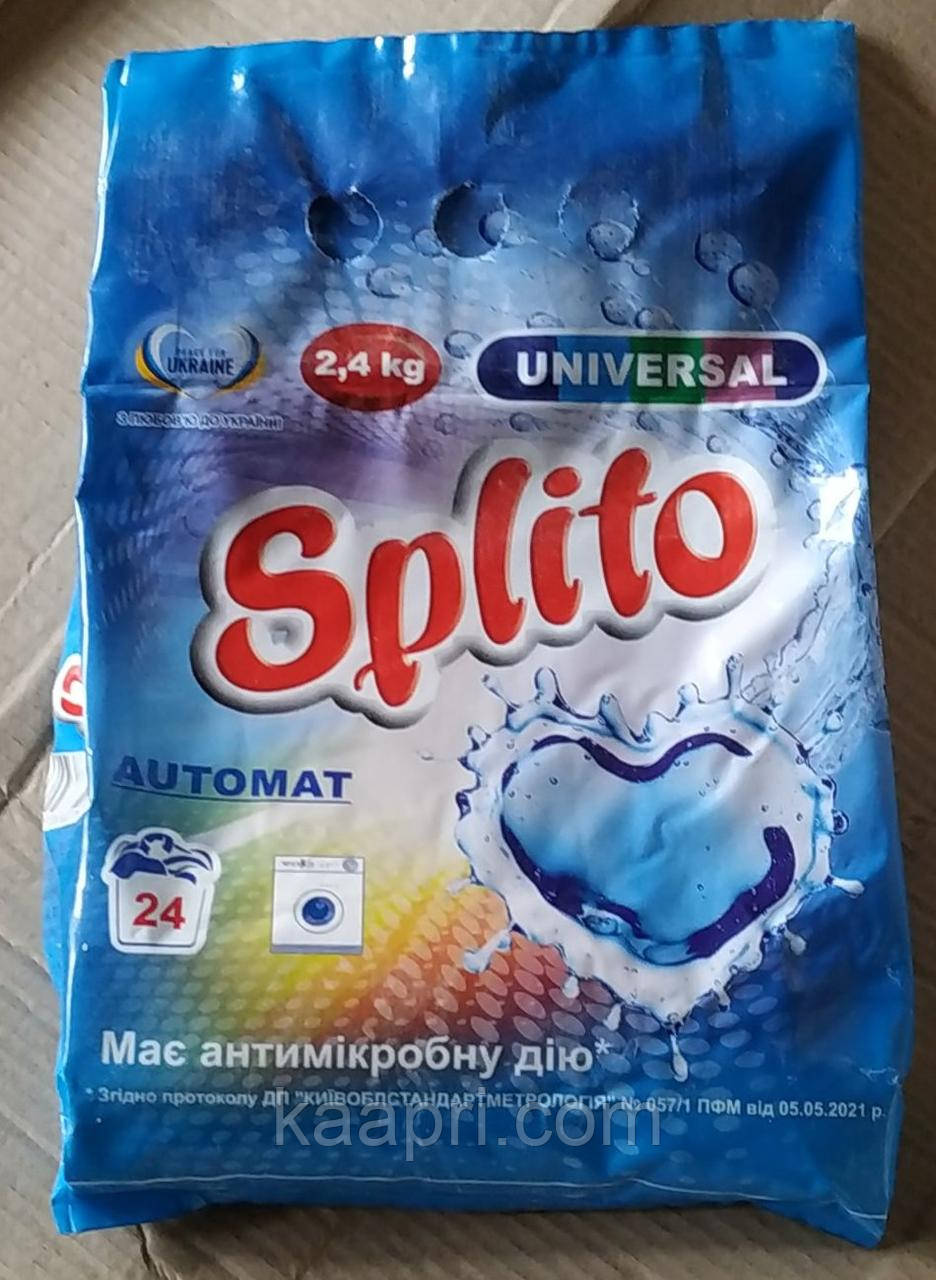 PEACE FOR
UKRAINE
2,4 kg
UNIVERSAL
З ЛЮБОВ'Ю ДО УКРАЇНИ!
Splito
AUTOMAT
24
Має антимікробну дію*
* Згідно протоколу ДП "КИЇВОБЛСТАНДАРТМЕТРОЛОГІЯ" № 057/1 ПФМ від 05.05.2021 р.
kaapri.com